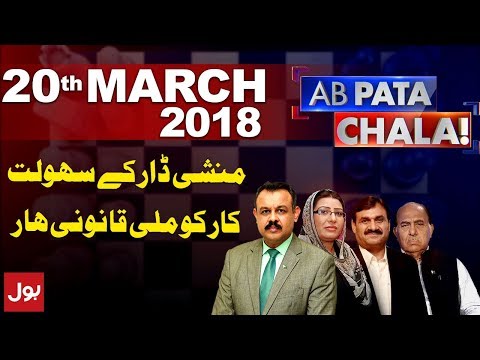 20th MARCH
2018
AB PATA
CHALA!
منشی ڈار کے سہولت
کار کو ملی قانونی ہار
بول